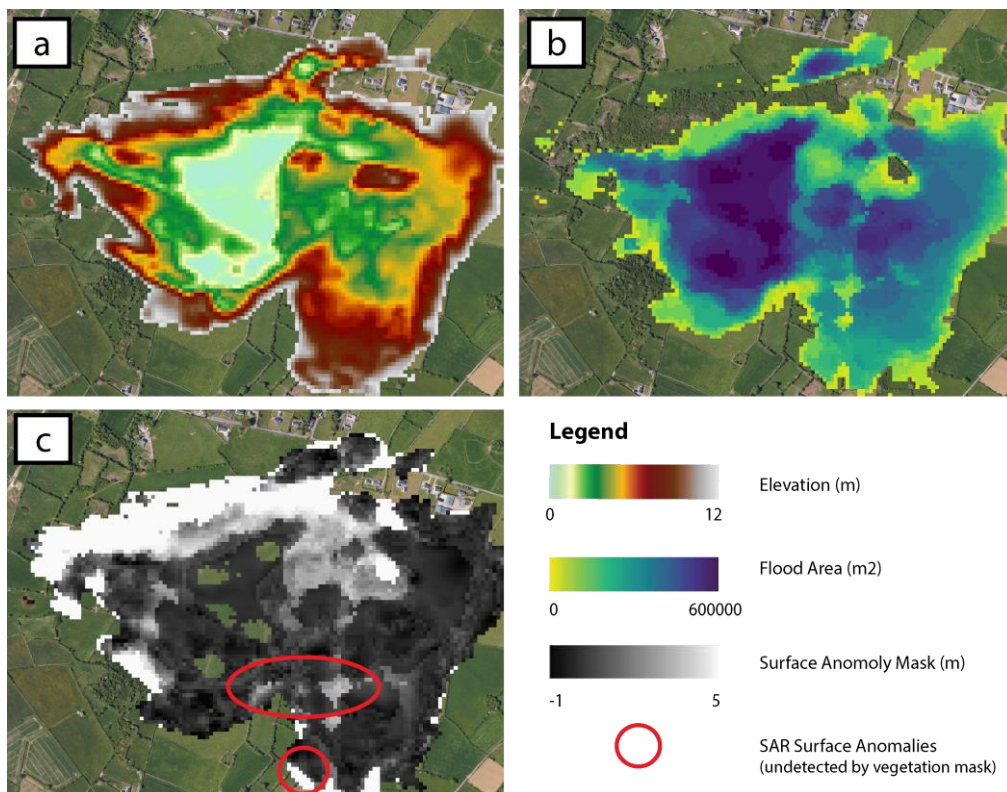 a
b
c
Legend
Elevation (m)
0
12
Flood Area (m2)
0
600000
Surface Anomoly Mask (m)
-1
5
SAR Surface Anomalies
(undetected by vegetation mask)